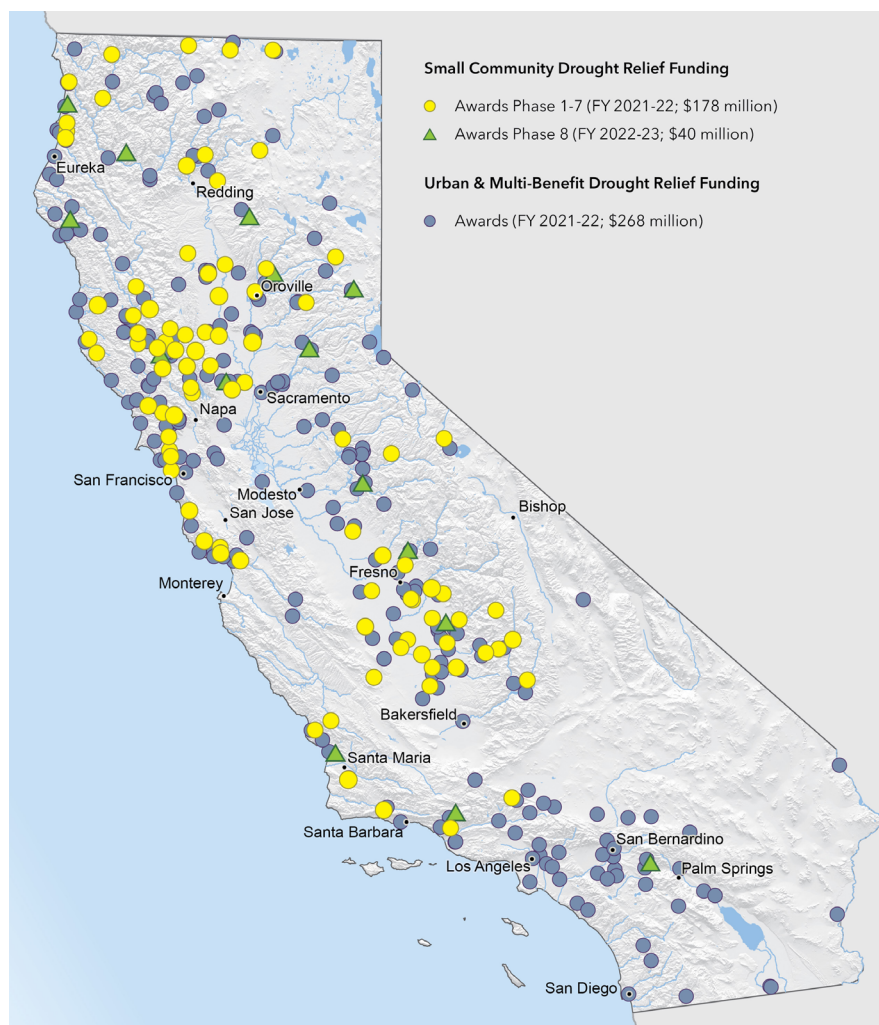 Small Community Drought Relief Funding
Awards Phase 1-7 (FY 2021-22; $178 million)
Awards Phase 8 (FY 2022-23; $40 million)
Urban & Multi-Benefit Drought Relief Funding
Awards (FY 2021-22; $268 million)
Eureka
Redding
Oroville
Sacramento
Napa
San Francisco
Modesto
San Jose
Bishop
Fresno
Monterey
Bakersfield
Santa Maria
Santa Barbara
San Bernardino
Los Angeles
Palm Springs
San Diego